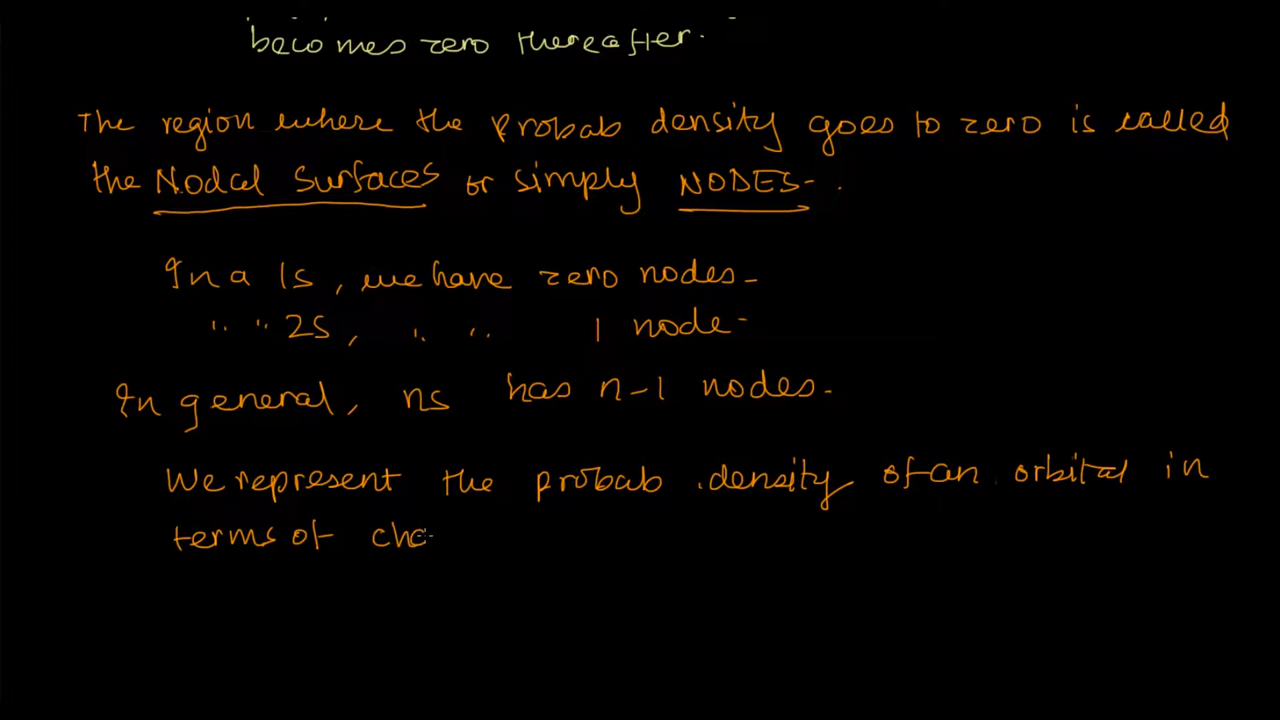 becomes zero thereafter.
The region where the probab density goes to zero is called
the Nodal Surfaces or simply NODES-.
In a 1s, we have zero nodes-
" " 2s, " " 1 node-
In general, ns has n-1 nodes.
We represent the probab density of an orbital in
terms of cha